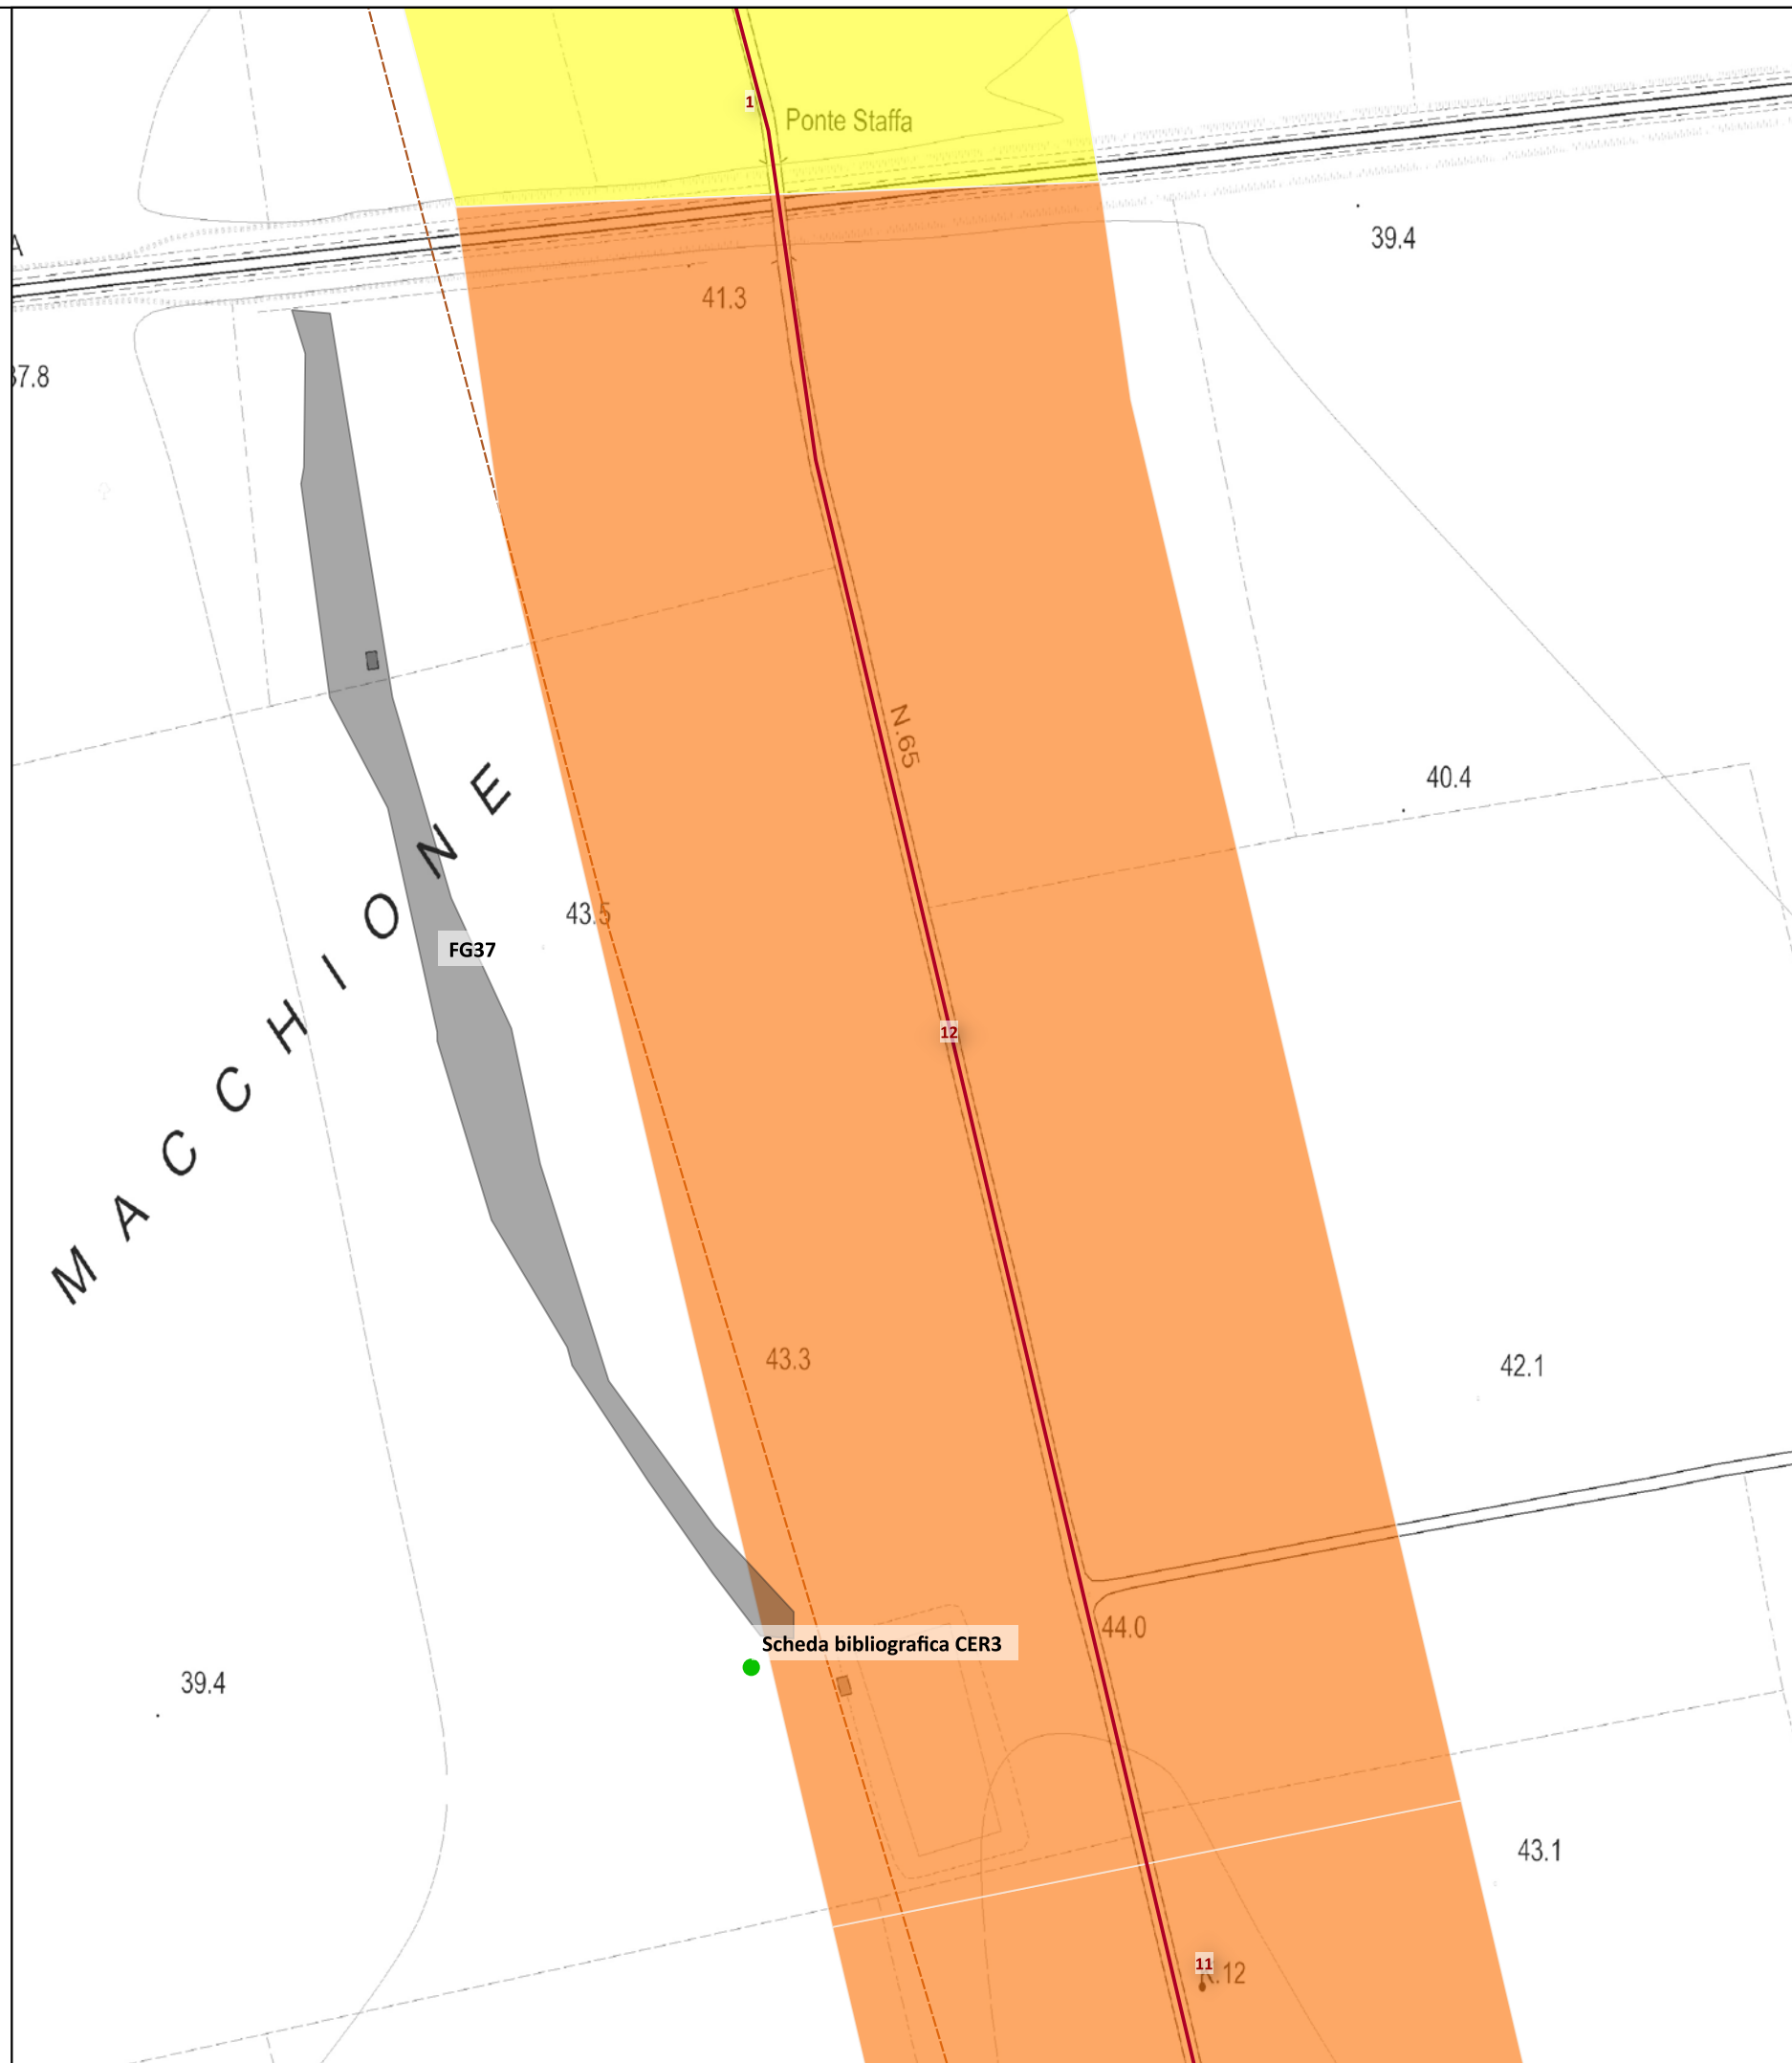 1
Ponte Staffa
A
39.4
41.3
37.8
N.65
40.4
43.5
FG37
MACCHIONE
12
43.3
42.1
44.0
Scheda bibliografica CER3
39.4
43.1
11
K.12